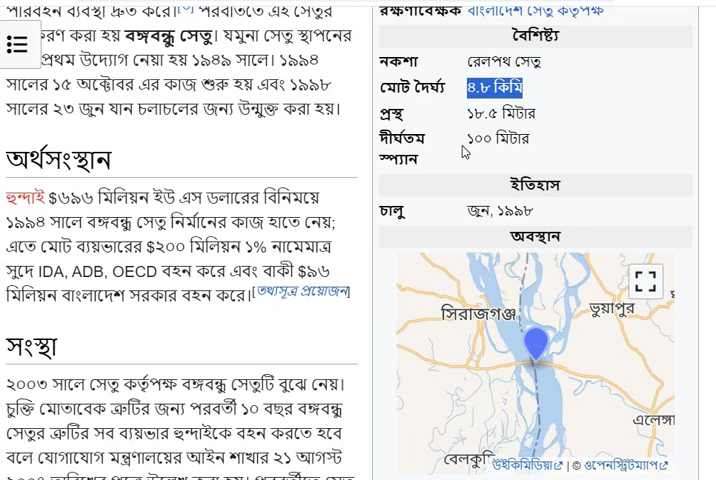 পরিবহন ব্যবস্থা দ্রুত করে। পরবর্তিতে এই সেতুর
করণ করা হয় বঙ্গবন্ধু সেতু। যমুনা সেতু স্থাপনের
প্রথম উদ্যোগ নেয়া হয় ১৯৪৯ সালে। ১৯৯৪
সালের ১৫ অক্টোবর এর কাজ শুরু হয় এবং ১৯৯৮
সালের ২৩ জুন যান চলাচলের জন্য উন্মুক্ত করা হয়।
অর্থসংস্থান
হুন্দাই $৬৯৬ মিলিয়ন ইউ এস ডলারের বিনিময়ে
১৯৯৪ সালে বঙ্গবন্ধু সেতু নির্মানের কাজ হাতে নেয়;
এতে মোট ব্যয়ভারের $২০০ মিলিয়ন ১% নামেমাত্র
সুদে IDA, ADB, OECD বহন করে এবং বাকী $৯৬
মিলিয়ন বাংলাদেশ সরকার বহন করে।[তথ্যসূত্র প্রয়োজন]
সংস্থা
২০০৩ সালে সেতু কর্তৃপক্ষ বঙ্গবন্ধু সেতুটি বুঝে নেয়।
চুক্তি মোতাবেক ত্রুটির জন্য পরবর্তী ১০ বছর বঙ্গবন্ধু
সেতুর ত্রুটির সব ব্যয়ভার হুন্দাইকে বহন করতে হবে
বলে যোগাযোগ মন্ত্রণালয়ের আইন শাখার ২১ আগস্ট
রক্ষণাবেক্ষক বাংলাদেশ সেতু কর্তৃপক্ষ
বৈশিষ্ট্য
নকশা রেলপথ সেতু
মোট দৈর্ঘ্য ৪.৮ কিমি
প্রস্থ ১৮.৫ মিটার
দীর্ঘতম ১০০ মিটার
স্প্যান
ইতিহাস
চালু জুন, ১৯৯৮
অবস্থান
সিরাজগঞ্জ
ভুয়াপুর
এলেঙ্গা
উইকিমিডিয়া | © ওপেনস্ট্রিটম্যাপ